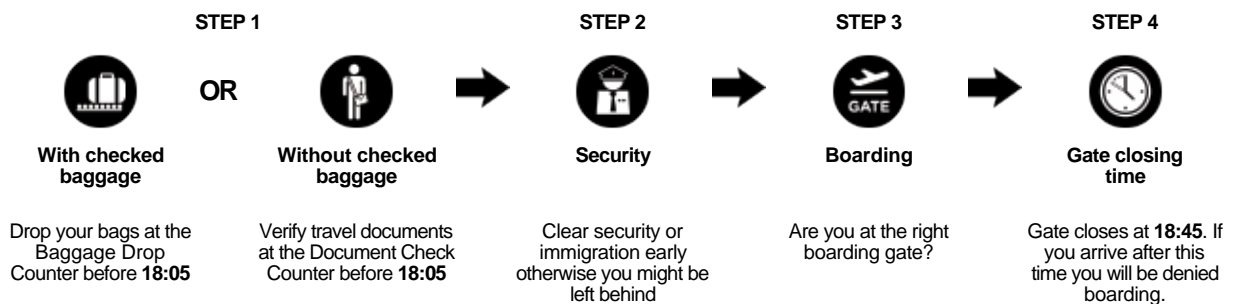 STEP 1
STEP 2
STEP 3
STEP 4
OR
GATE
With checked
baggage
Without checked
baggage
Security
Boarding
Gate closing
time
Drop your bags at the
Baggage Drop
Counter before 18:05
Verify travel documents
at the Document Check
Counter before 18:05
Clear security or
immigration early
otherwise you might be
left behind
Are you at the right
boarding gate?
Gate closes at 18:45. If
you arrive after this
time you will be denied
boarding.